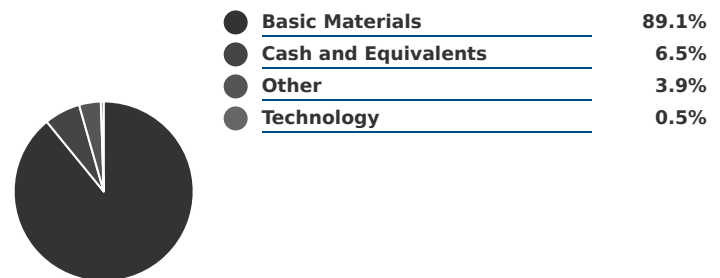 Basic Materials 89.1%
Cash and Equivalents 6.5%
Other 3.9%
Technology 0.5%